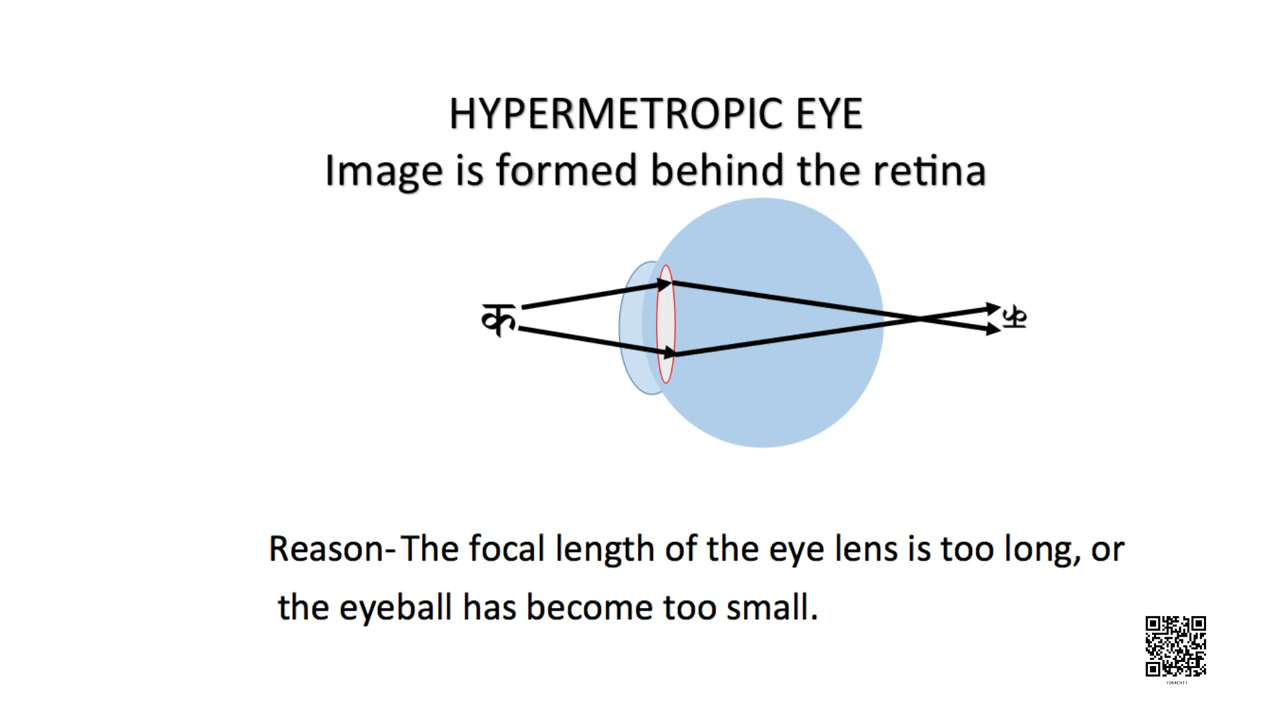 HYPERMETROPIC EYE
Image is formed behind the retina
क
क
Reason- The focal length of the eye lens is too long, or
the eyeball has become too small.